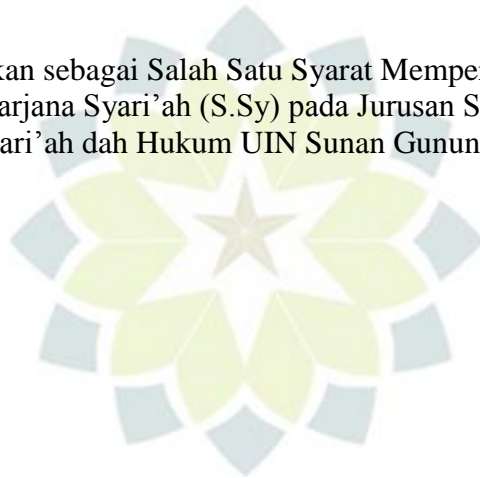 kan sebagai Salah Satu Syarat Mempe
arjana Syari’ah (S.Sy) pada Jurusan S
ari’ah dah Hukum UIN Sunan Gunun